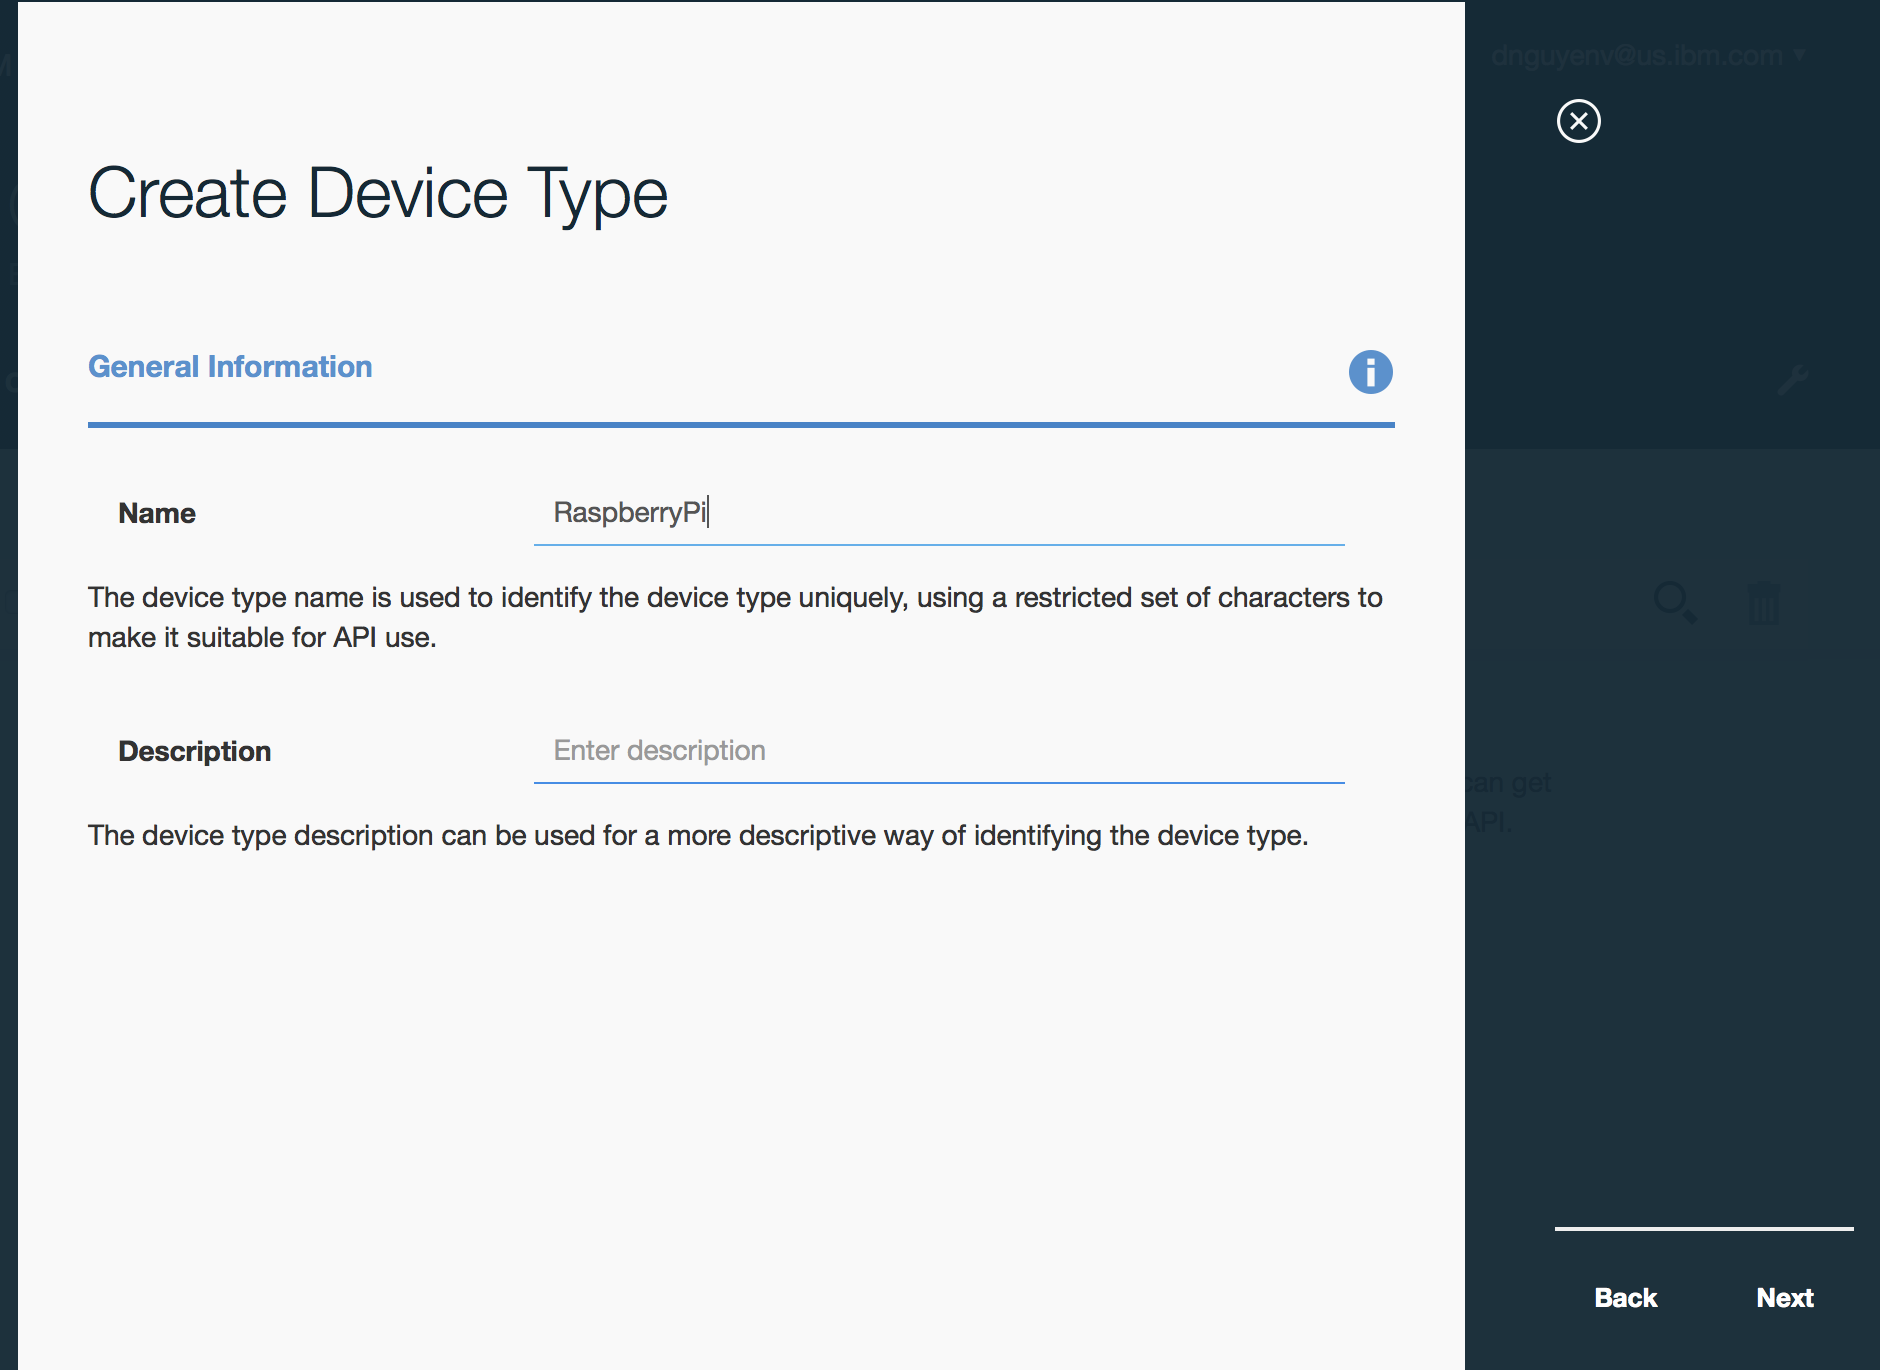 dnguyenv@us.ibm.com
Create Device Type
General Information
Name
RaspberryPi
The device type name is used to identify the device type uniquely, using a restricted set of characters to
make it suitable for API use.
Description
Enter description
can get
API.
The device type description can be used for a more descriptive way of identifying the device type.
Back
Next